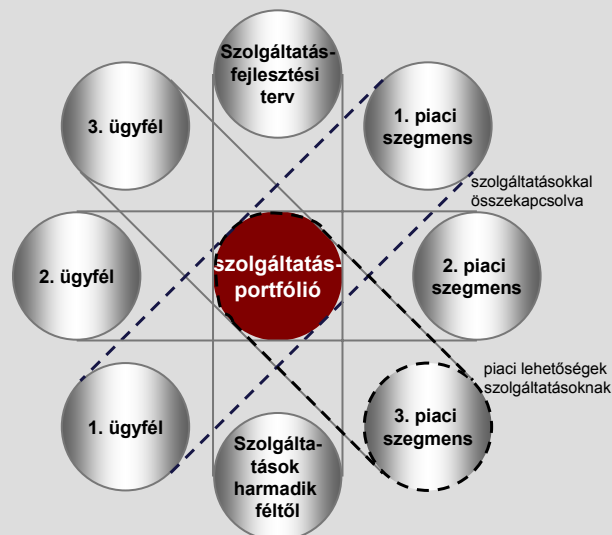 Szolgáltatás-
fejlesztési
terv
3. ügyfél
1. piaci
szegmens
szolgáltatásokkal
összekapcsolva
2. ügyfél
szolgáltatás-
portfólió
2. piaci
szegmens
piaci lehetőségek
szolgáltatásoknak
1. ügyfél
3. piaci
szegmens
Szolgálta-
tások
harmadik
féltől